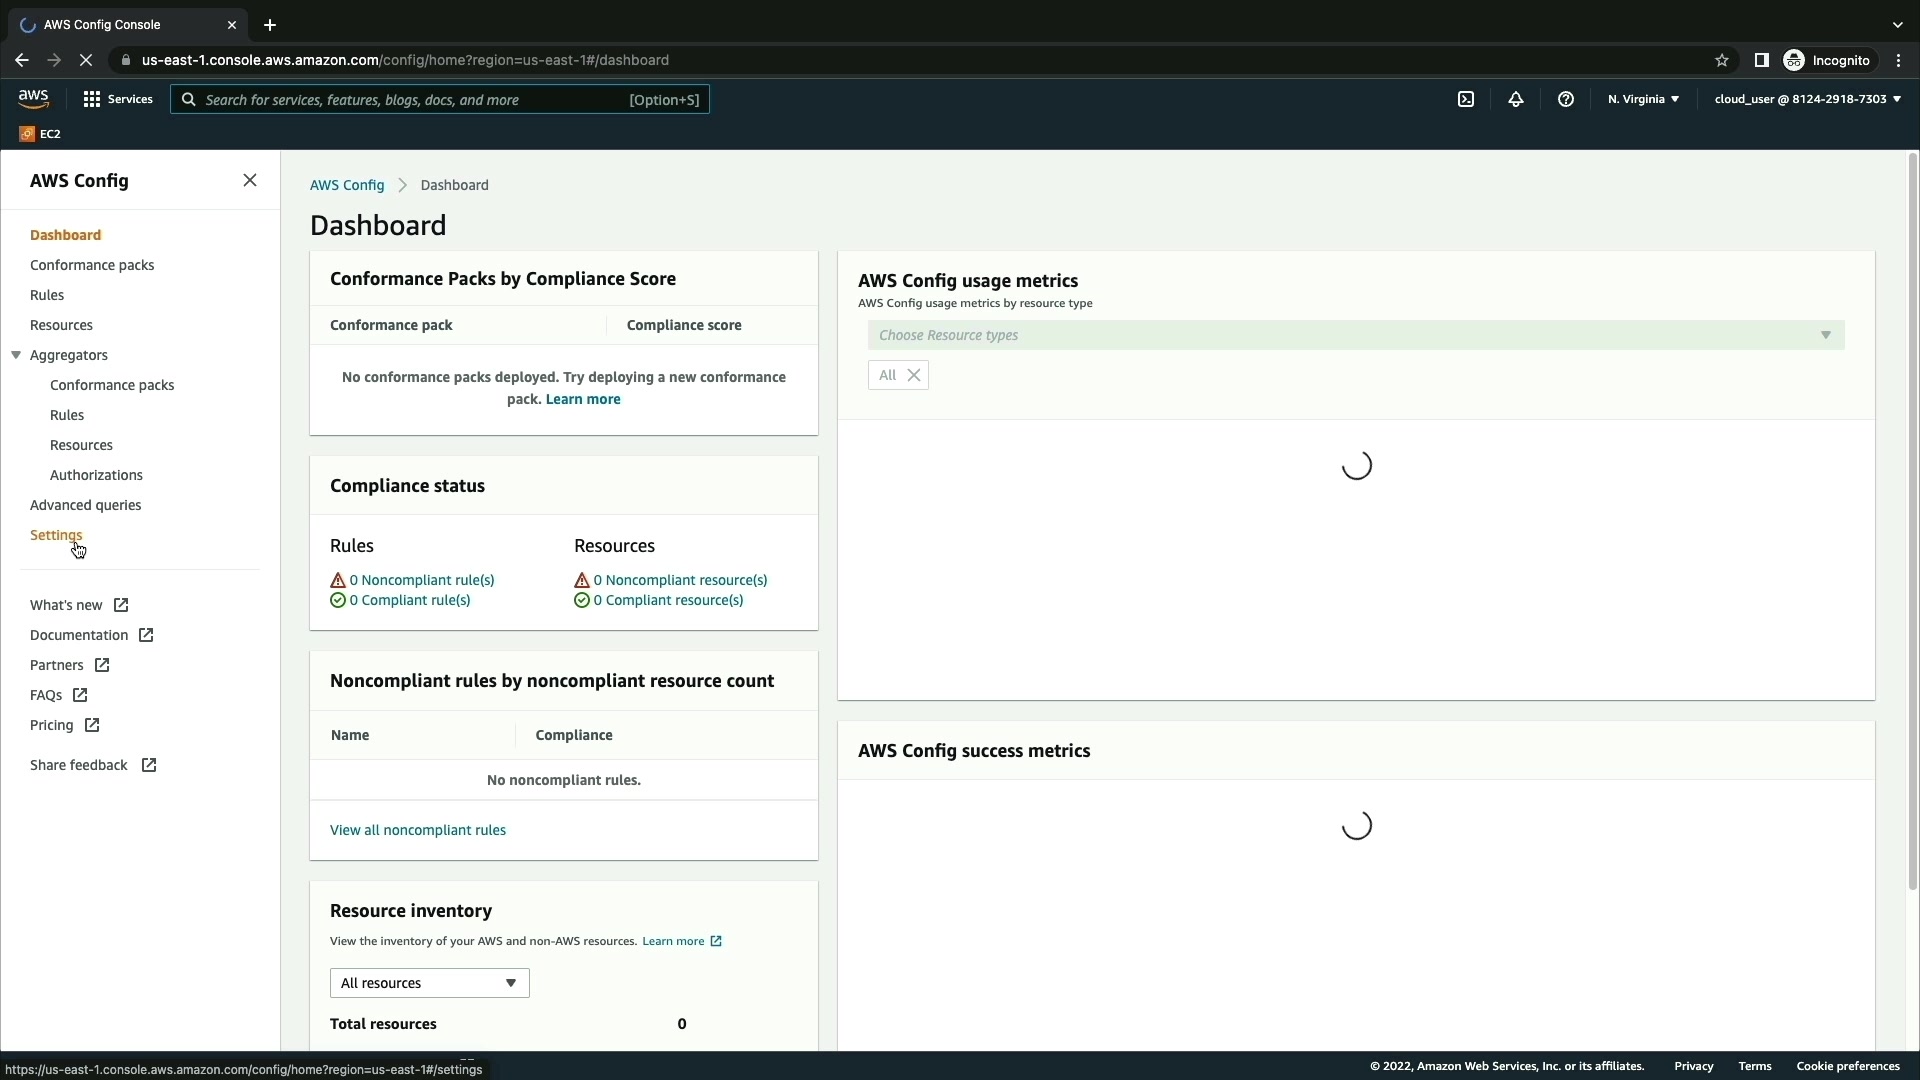 AWS Config Console
us-east-1.console.aws.amazon.com/config/home?region=us-east-1#/dashboard
Incognito
aws
Services
Search for services, features, blogs, docs, and more
[Option+S]
N. Virginia
cloud_user @ 8124-2918-7303
EC2
AWS Config
Dashboard
Conformance packs
Rules
Resources
Aggregators
Conformance packs
Rules
Resources
Authorizations
Advanced queries
Settings
What's new
Documentation
Partners
FAQs
Pricing
Share feedback
AWS Config
Dashboard
Dashboard
Conformance Packs by Compliance Score
Conformance pack
Compliance score
No conformance packs deployed. Try deploying a new conformance
pack. Learn more
Compliance status
Rules
0 Noncompliant rule(s)
0 Compliant rule(s)
Resources
0 Noncompliant resource(s)
0 Compliant resource(s)
Noncompliant rules by noncompliant resource count
Name
Compliance
No noncompliant rules.
View all noncompliant rules
Resource inventory
View the inventory of your AWS and non-AWS resources. Learn more
All resources
Total resources
0
AWS Config usage metrics
AWS Config usage metrics by resource type
Choose Resource types
All
AWS Config success metrics
https://us-east-1.console.aws.amazon.com/config/home?region=us-east-1#/settings
© 2022, Amazon Web Services, Inc. or its affiliates.
Privacy
Terms
Cookie preferences